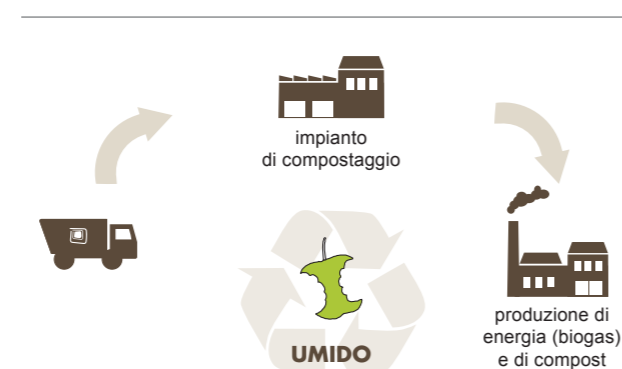 impianto
di compostaggio
UMIDO
produzione di
energia (biogas)
e di compost